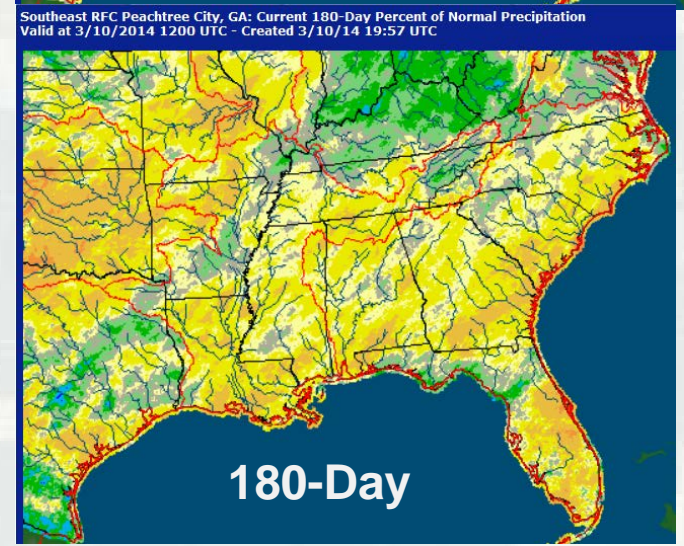 Southeast RFC Peachtree City, GA: Current 180-Day Percent of Normal Precipitation
Valid at 3/10/2014 1200 UTC - Created 3/10/14 19:57 UTC
180-Day